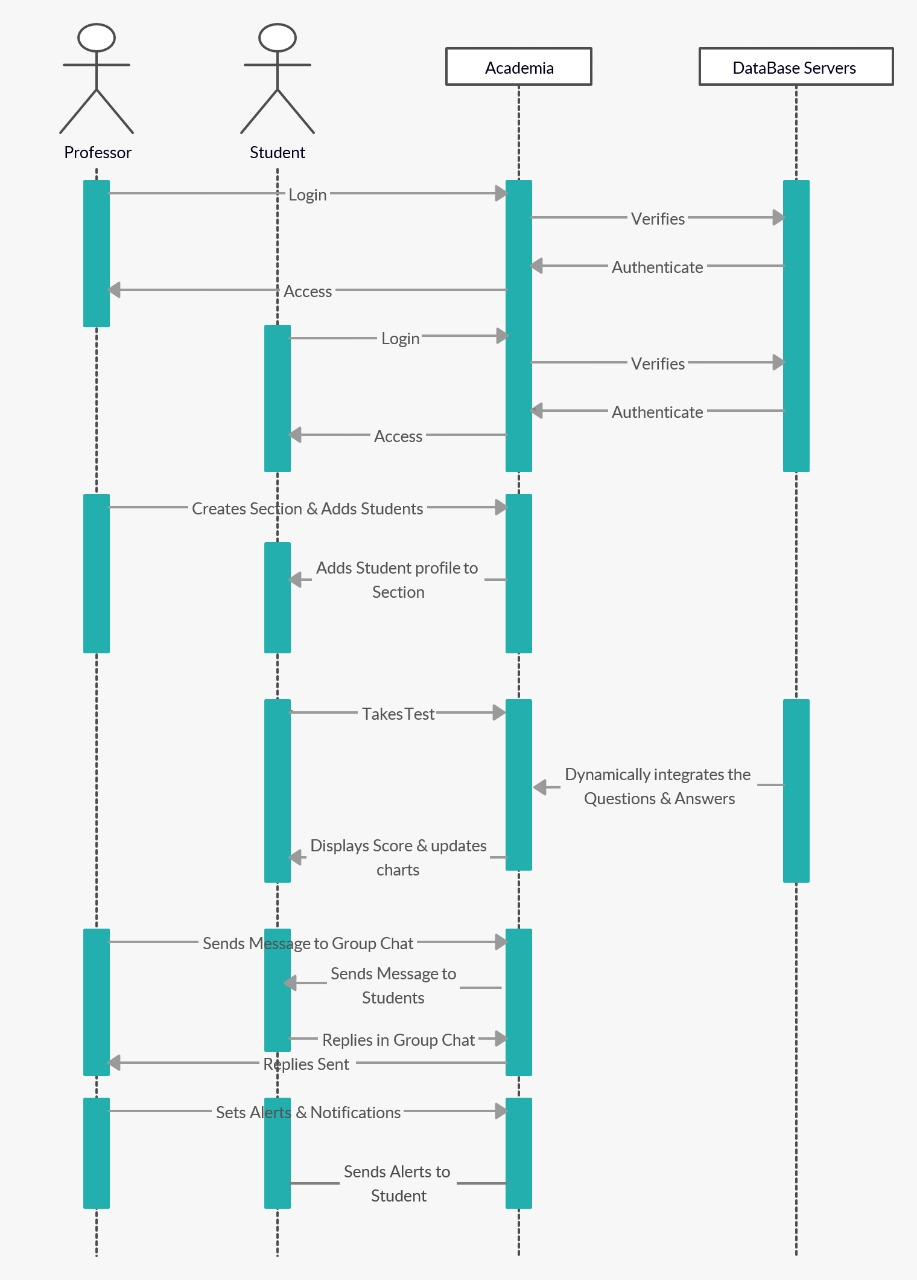 Professor
Student
Academia
DataBase Servers
Login
Verifies
Authenticate
Access
Login
Verifies
Authenticate
Access
Creates Section & Adds Students
Adds Student profile to
Section
Takes Test
Dynamically integrates the
Questions & Answers
Displays Score & updates
charts
Sends Message to Group Chat
Sends Message to
Students
Replies in Group Chat
Replies Sent
Sets Alerts & Notifications
Sends Alerts to
Student